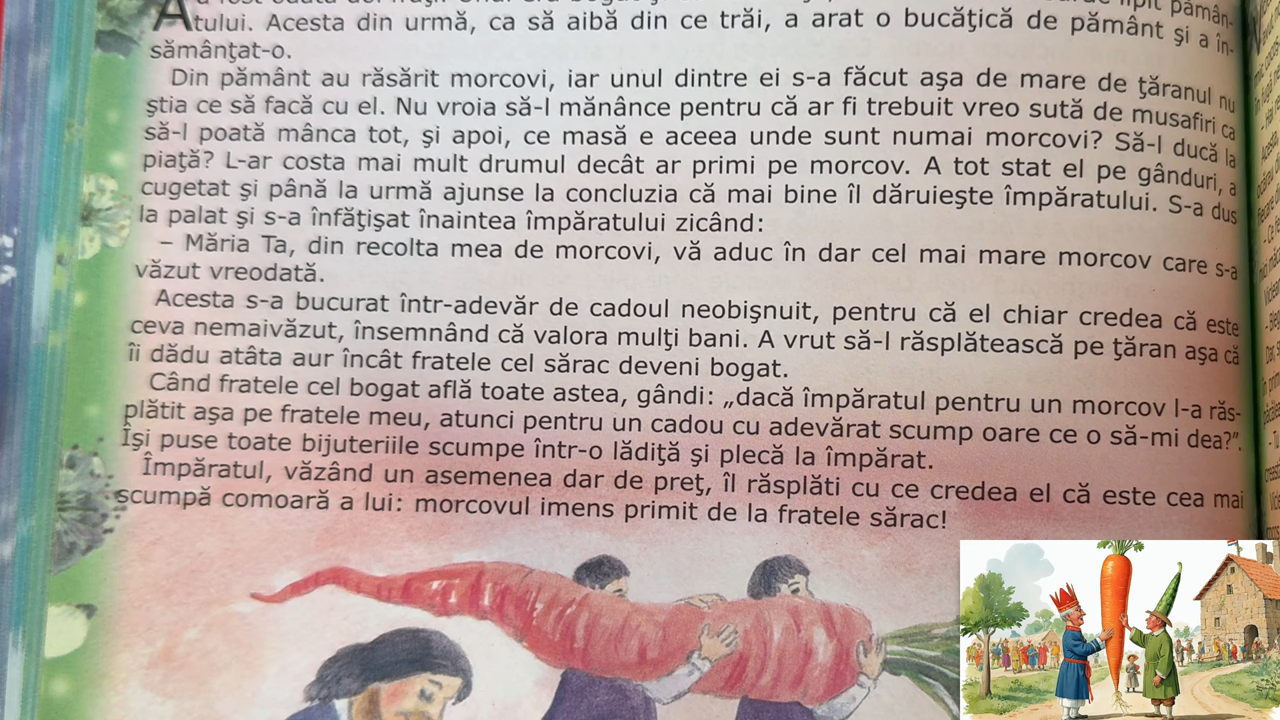 tului. Acesta din urmă, ca să aibă din ce trăi, a arat o bucăţică de pământ şi a în-
sămânţat-o.
Din pământ au răsărit morcovi, iar unul dintre ei s-a făcut aşa de mare de ţăranul nu
ştia ce să facă cu el. Nu vroia să-l mănânce pentru că ar fi trebuit vreo sută de musafiri ca
să-l poată mânca tot, şi apoi, ce masă e aceea unde sunt numai morcovi? Să-l ducă la
piaţă? L-ar costa mai mult drumul decât ar primi pe morcov. A tot stat el pe gânduri, a
cugetat şi până la urmă ajunse la concluzia că mai bine îl dăruieşte împăratului. S-a dus
la palat şi s-a înfăţişat înaintea împăratului zicând:
– Măria Ta, din recolta mea de morcovi, vă aduc în dar cel mai mare morcov care s-a
văzut vreodată.
Acesta s-a bucurat într-adevăr de cadoul neobişnuit, pentru că el chiar credea că este
ceva nemaivăzut, însemnând că valora mulţi bani. A vrut să-l răsplătească pe ţăran aşa că
îi dădu atâta aur încât fratele cel sărac deveni bogat.
Când fratele cel bogat află toate astea, gândi: „dacă împăratul pentru un morcov l-a răs-
plătit aşa pe fratele meu, atunci pentru un cadou cu adevărat scump oare ce o să-mi dea?”.
Îşi puse toate bijuteriile scumpe într-o lădiţă şi plecă la împărat.
Împăratul, văzând un asemenea dar de preţ, îl răsplăti cu ce credea el că este cea mai
scumpă comoară a lui: morcovul imens primit de la fratele sărac!